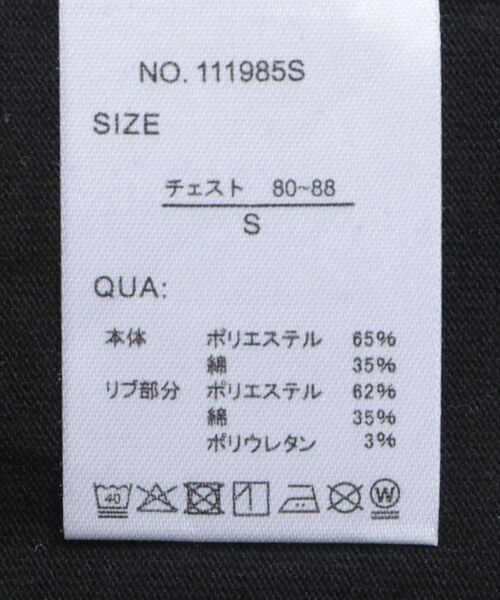 NO. 111985S
SIZE
チェスト 80~88
S
QUA:
本体 ポリエステル 65%
綿 35%
リブ部分 ポリエステル 62%
綿 35%
ポリウレタン 3%
40 W